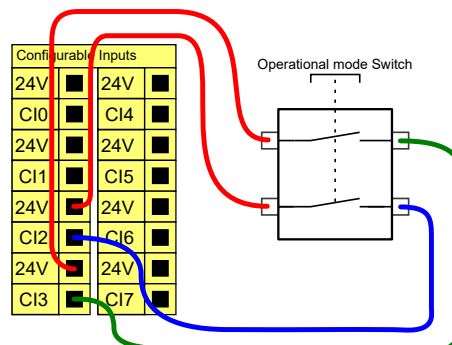 Configurable Inputs
24V 24V
CI0 CI4
24V 24V
CI1 CI5
24V 24V
CI2 CI6
24V 24V
CI3 CI7
Operational mode Switch